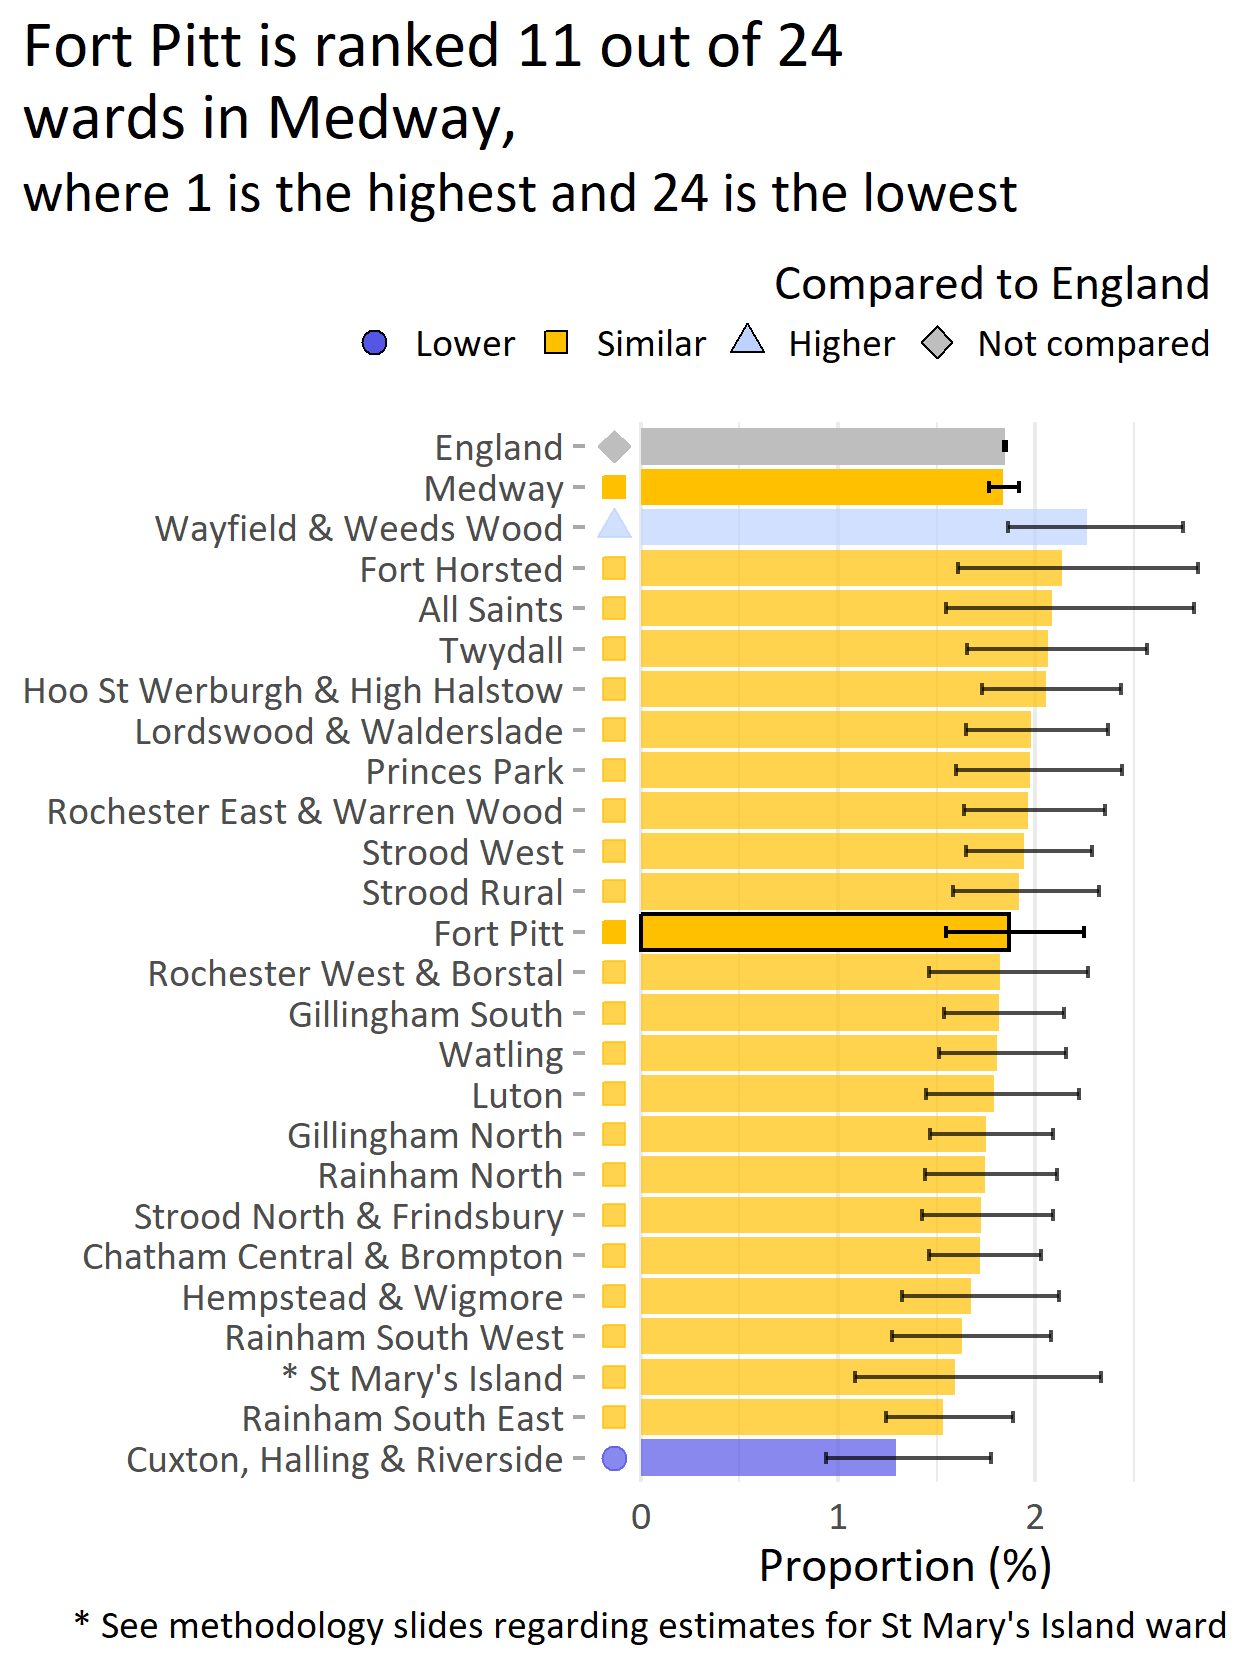 Fort Pitt is ranked 11 out of 24
wards in Medway,
where 1 is the highest and 24 is the lowest
Compared to England
Lower Similar Higher Not compared
England
Medway
Wayfield & Weeds Wood
Fort Horsted
All Saints
Twydall
Hoo St Werburgh & High Halstow
Lordswood & Walderslade
Princes Park
Rochester East & Warren Wood
Strood West
Strood Rural
Fort Pitt
Rochester West & Borstal
Gillingham South
Watling
Luton
Gillingham North
Rainham North
Strood North & Frindsbury
Chatham Central & Brompton
Hempstead & Wigmore
Rainham South West
* St Mary's Island
Rainham South East
Cuxton, Halling & Riverside
0 1 2
Proportion (%)
* See methodology slides regarding estimates for St Mary's Island ward